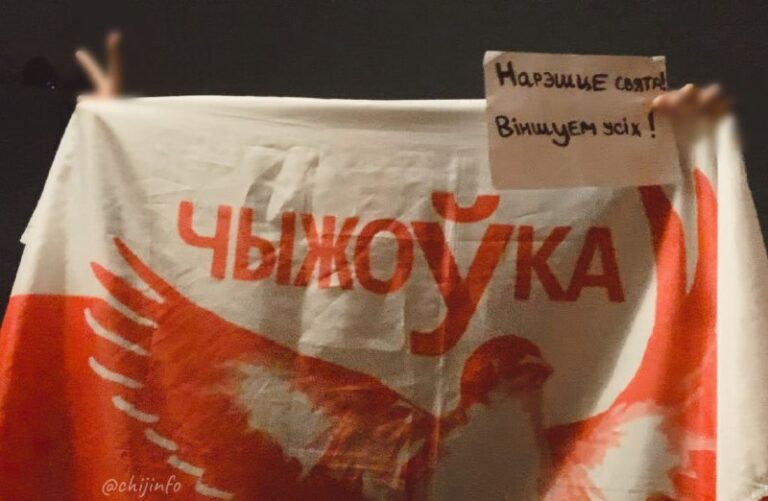 Нарэшце свята!
Віншуем усіх!
ЧЫЖОЎКА
@chijinfo